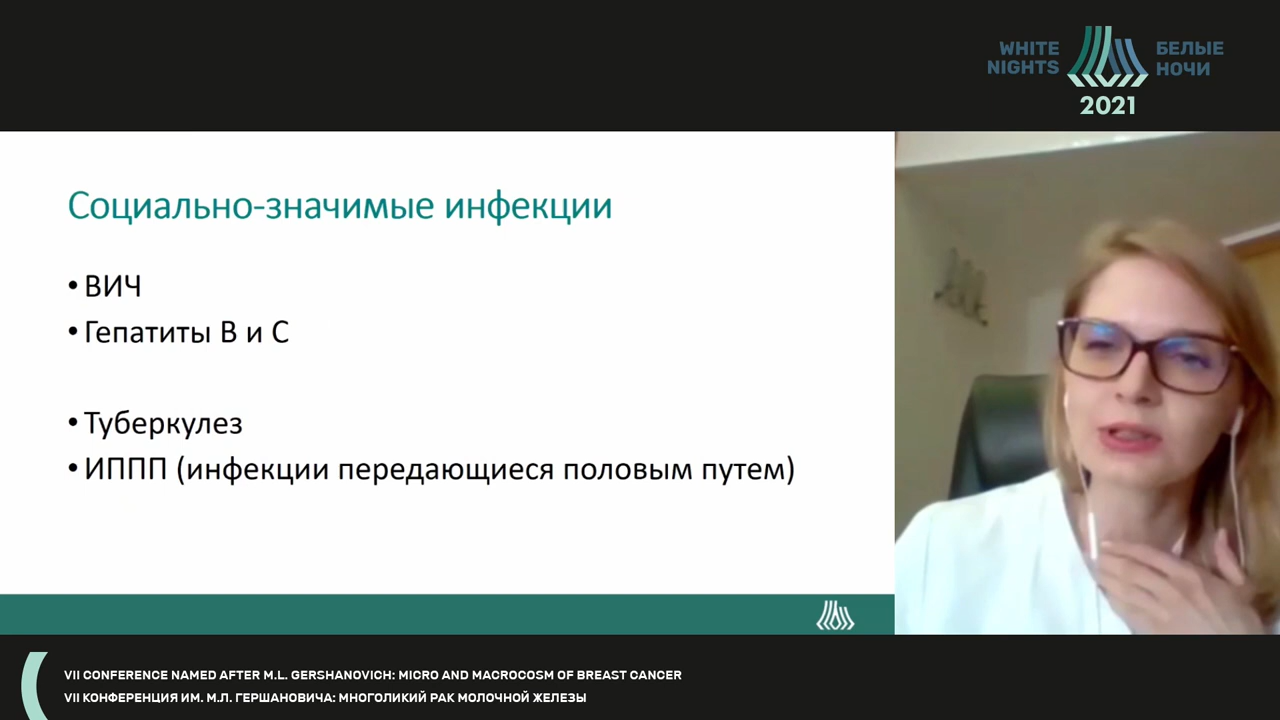 WHITE
NIGHTS
БЕЛЫЕ
НОЧИ
2021
Социально-значимые инфекции
• ВИЧ
• Гепатиты В и С
• Туберкулез
• ИППП (инфекции передающиеся половым путем)
VII CONFERENCE NAMED AFTER M.L. GERSHANOVICH: MICRO AND MACROCOSM OF BREAST CANCER
VII КОНФЕРЕНЦИЯ ИМ. М.Л. ГЕРШАНОВИЧА: МНОГОЛИКИЙ РАК МОЛОЧНОЙ ЖЕЛЕЗЫ